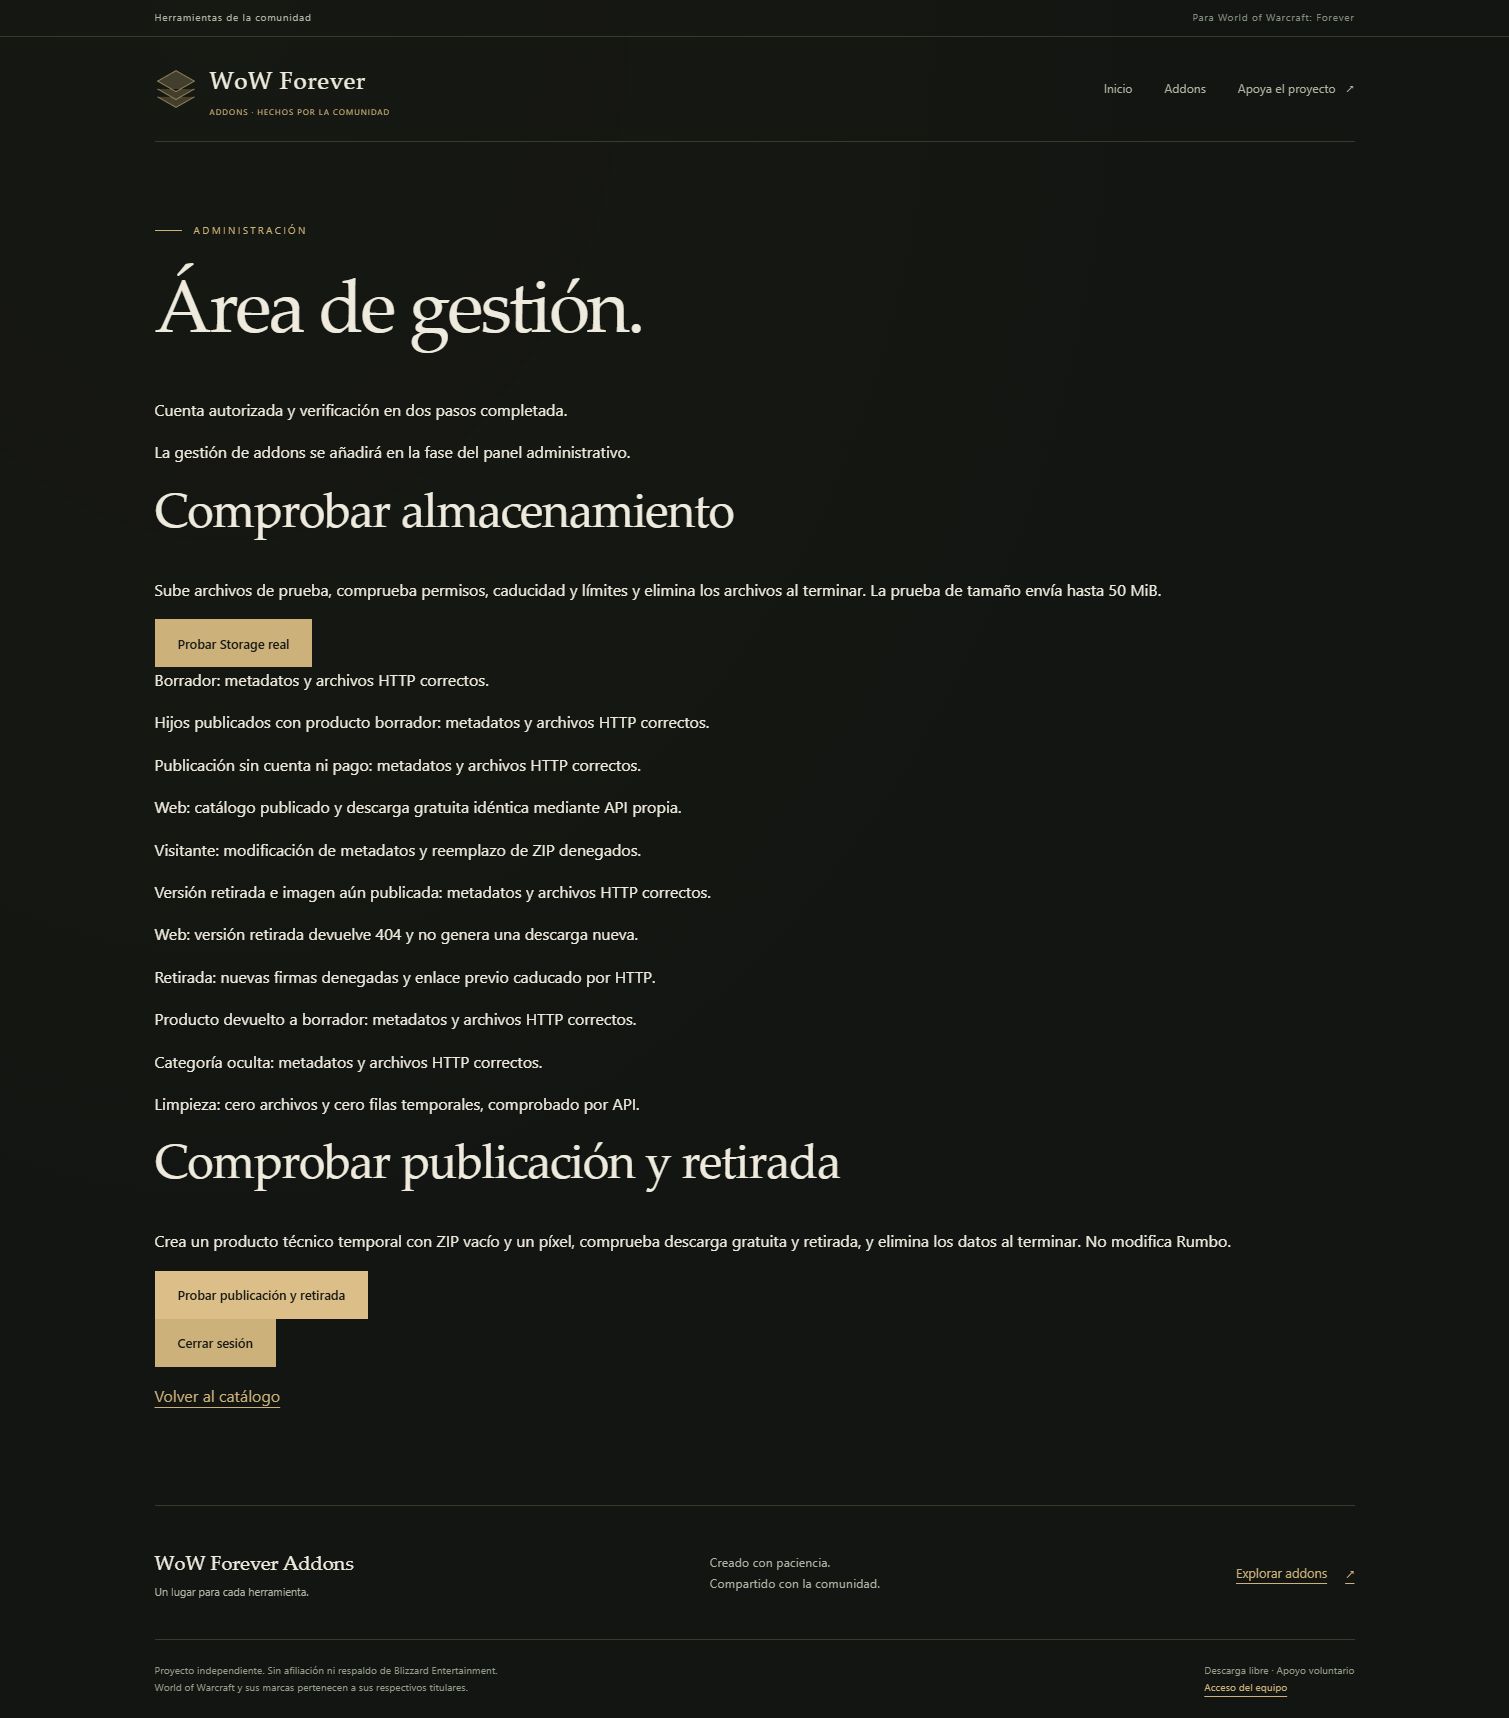 Herramientas de la comunidad
Para World of Warcraft: Forever
WoW Forever
ADDONS · HECHOS POR LA COMUNIDAD
Inicio
Addons
Apoya el proyecto ↗
ADMINISTRACIÓN
Área de gestión.
Cuenta autorizada y verificación en dos pasos completada.
La gestión de addons se añadirá en la fase del panel administrativo.
Comprobar almacenamiento
Sube archivos de prueba, comprueba permisos, caducidad y límites y elimina los archivos al terminar. La prueba de tamaño envía hasta 50 MiB.
Probar Storage real
Borrador: metadatos y archivos HTTP correctos.
Hijos publicados con producto borrador: metadatos y archivos HTTP correctos.
Publicación sin cuenta ni pago: metadatos y archivos HTTP correctos.
Web: catálogo publicado y descarga gratuita idéntica mediante API propia.
Visitante: modificación de metadatos y reemplazo de ZIP denegados.
Versión retirada e imagen aún publicada: metadatos y archivos HTTP correctos.
Web: versión retirada devuelve 404 y no genera una descarga nueva.
Retirada: nuevas firmas denegadas y enlace previo caducado por HTTP.
Producto devuelto a borrador: metadatos y archivos HTTP correctos.
Categoría oculta: metadatos y archivos HTTP correctos.
Limpieza: cero archivos y cero filas temporales, comprobado por API.
Comprobar publicación y retirada
Crea un producto técnico temporal con ZIP vacío y un píxel, comprueba descarga gratuita y retirada, y elimina los datos al terminar. No modifica Rumbo.
Probar publicación y retirada
Cerrar sesión
Volver al catálogo
WoW Forever Addons
Un lugar para cada herramienta.
Creado con paciencia.
Compartido con la comunidad.
Explorar addons ↗
Proyecto independiente. Sin afiliación ni respaldo de Blizzard Entertainment.
World of Warcraft y sus marcas pertenecen a sus respectivos titulares.
Descarga libre · Apoyo voluntario
Acceso del equipo